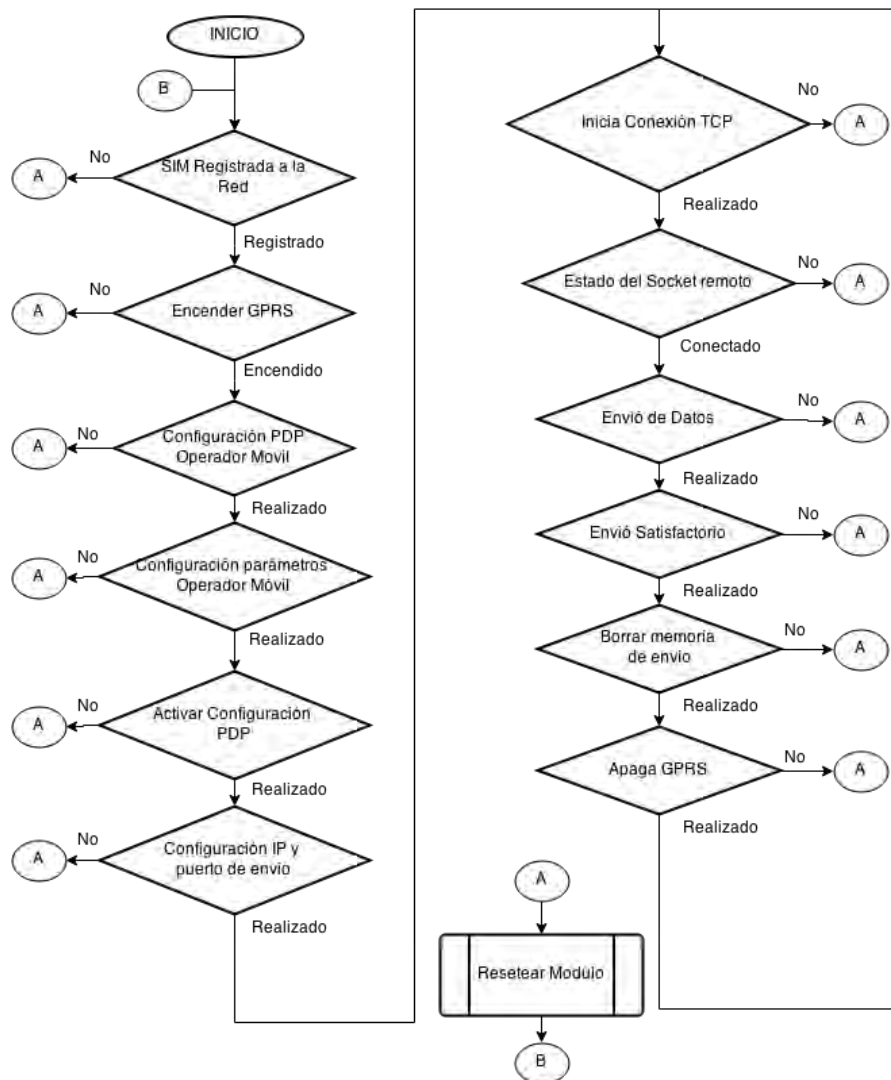 INICIO
B
SIM Registrada a la
Red
No
A
Registrado
Encender GPRS
No
A
Encendido
Configuración PDP
Operador Movil
No
A
Realizado
Configuración parámetros
Operador Móvil
No
A
Realizado
Activar Configuración
PDP
No
A
Realizado
Configuración IP y
puerto de envio
No
A
Realizado
Inicia Conexión TCP
No
A
Realizado
Estado del Socket remoto
No
A
Conectado
Envió de Datos
No
A
Realizado
Envió Satisfactorio
No
A
Realizado
Borrar memoria
de envio
No
A
Realizado
Apaga GPRS
No
A
Realizado
A
Resetear Modulo
B